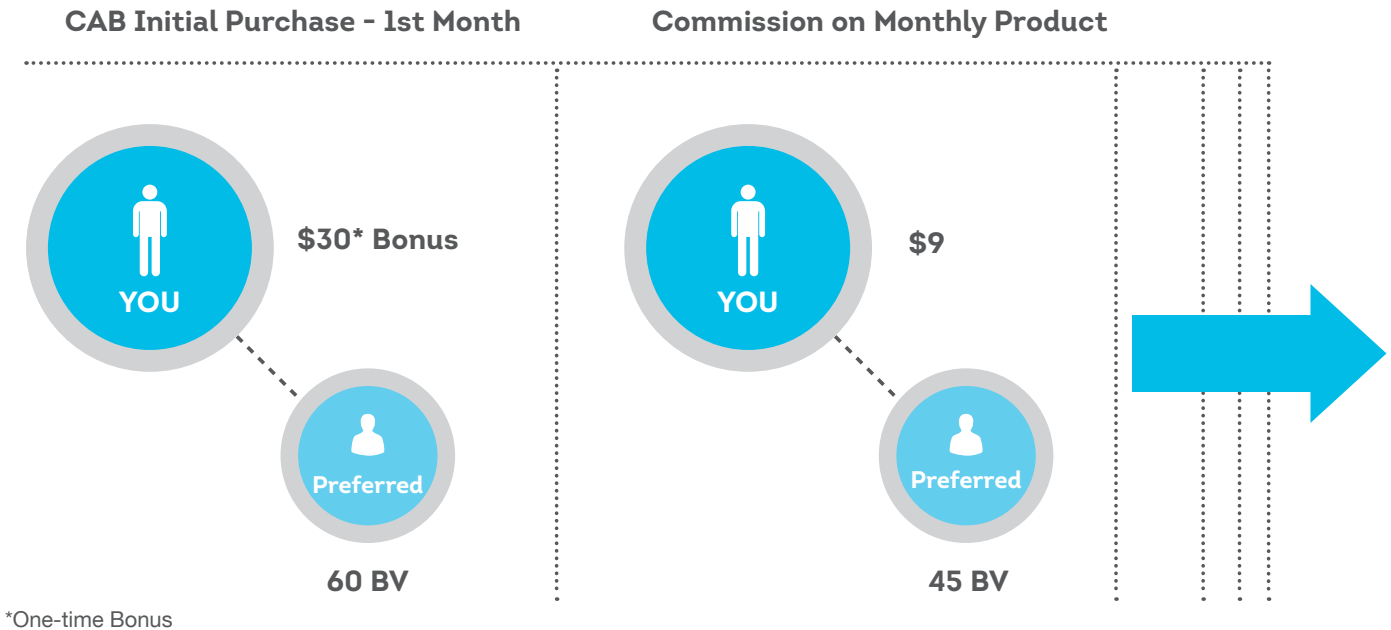 CAB Initial Purchase - 1st Month
Commission on Monthly Product
$30* Bonus
YOU
Preferred
60 BV
$9
YOU
Preferred
45 BV
*One-time Bonus